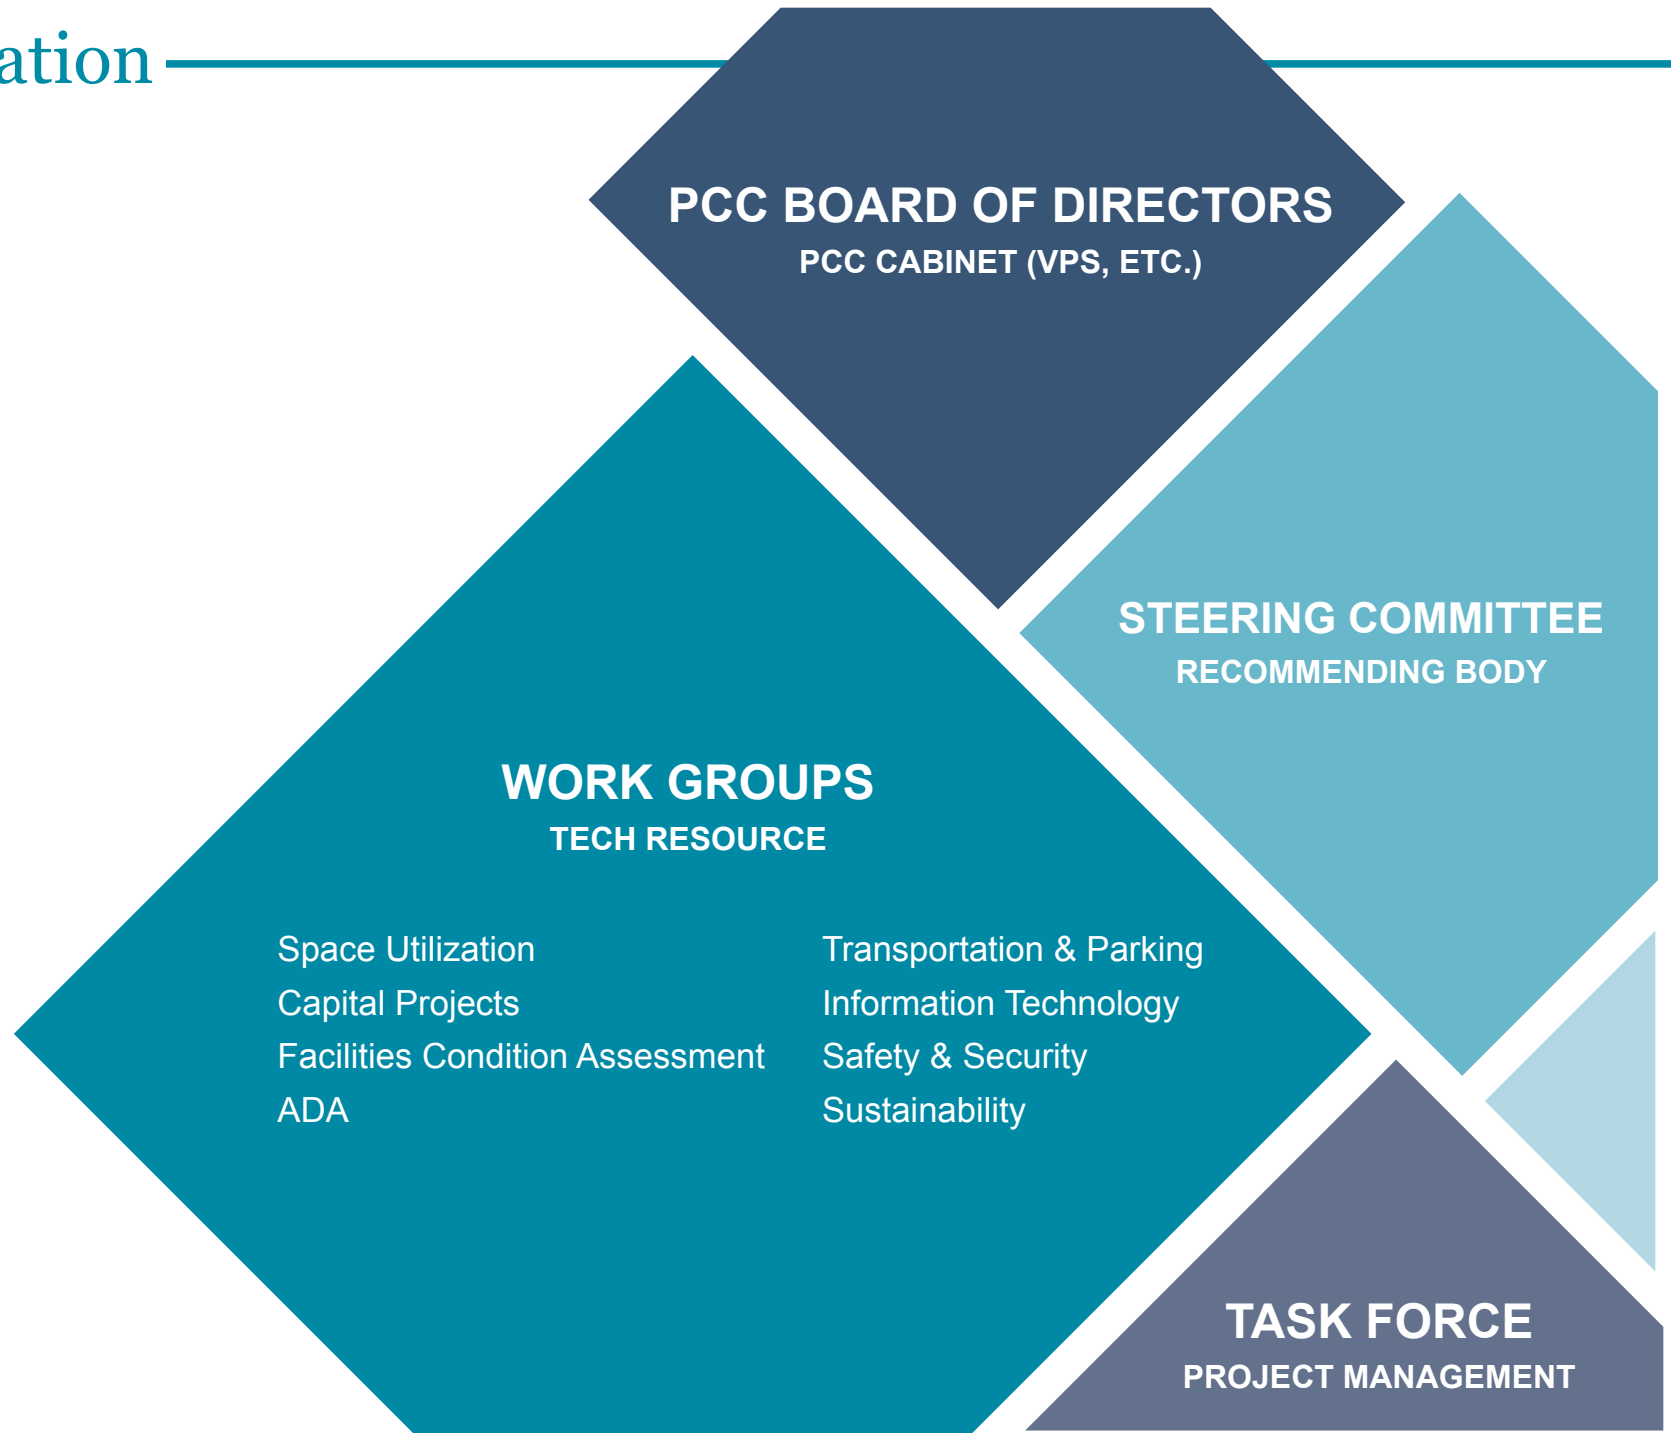 ation
PCC BOARD OF DIRECTORS
PCC CABINET (VPS, ETC.)
STEERING COMMITTEE
RECOMMENDING BODY
WORK GROUPS
TECH RESOURCE
Space Utilization
Capital Projects
Facilities Condition Assessment
ADA
Transportation & Parking
Information Technology
Safety & Security
Sustainability
TASK FORCE
PROJECT MANAGEMENT